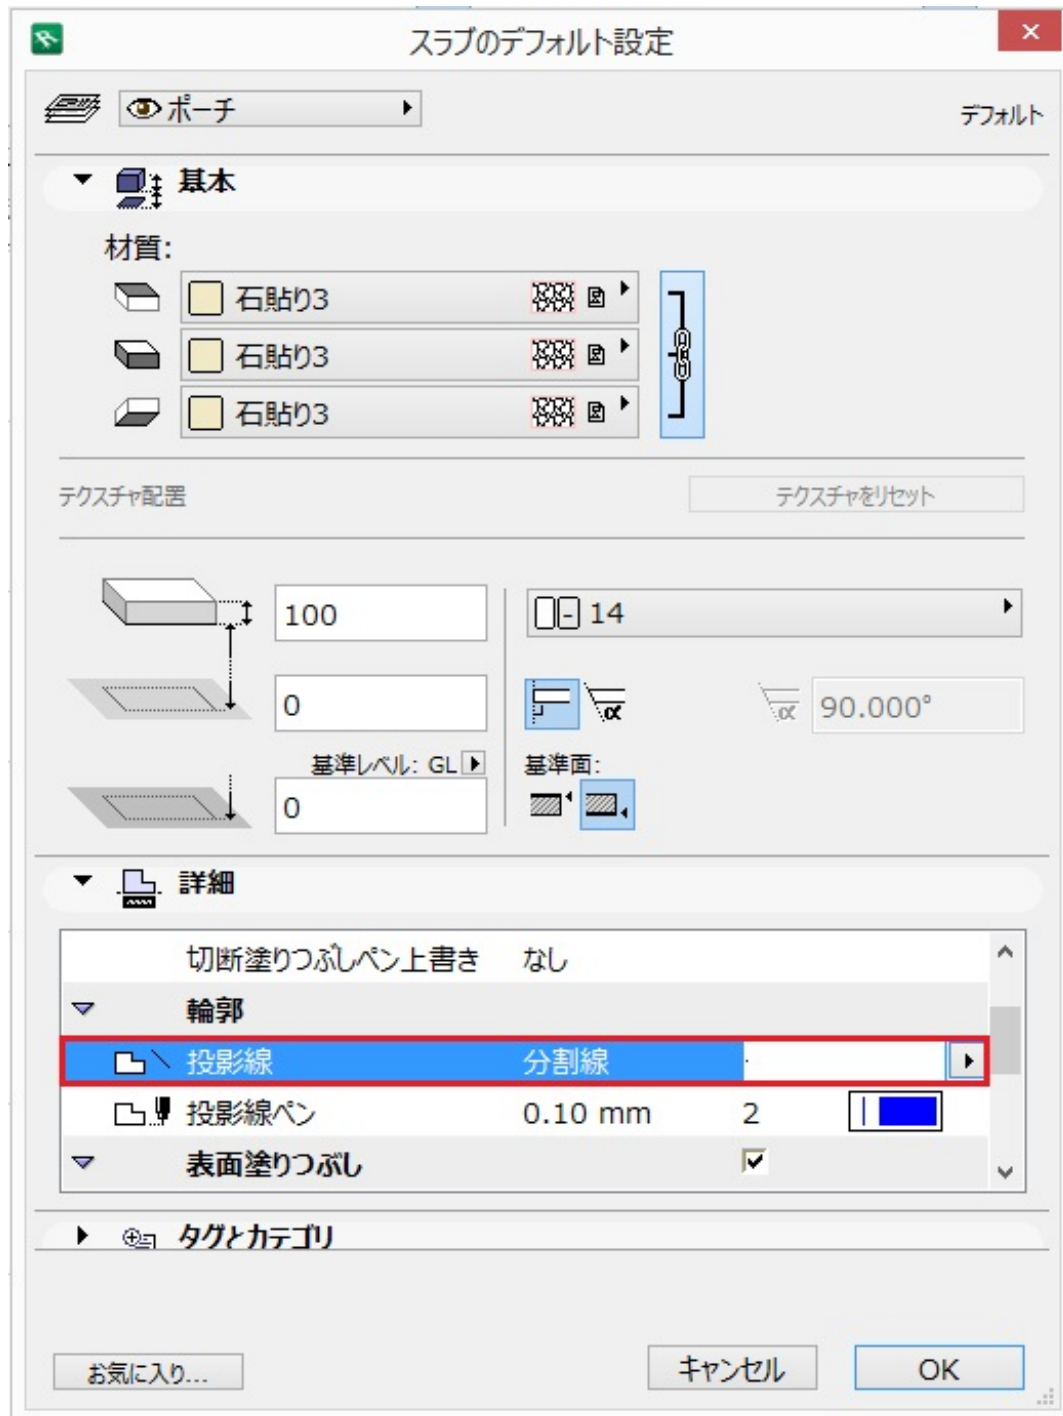 スラブのデフォルト設定
ポーチ
デフォルト
基本
材質:
石貼り3
石貼り3
石貼り3
テクスチャ配置
テクスチャをリセット
100
14
0
α
α
90.000°
基準レベル: GL
基準面:
0
詳細
切断塗りつぶしペン上書き なし
輪郭
投影線 分割線
投影線ペン 0.10 mm 2
表面塗りつぶし
タグとカテゴリ
お気に入り...
キャンセル
OK